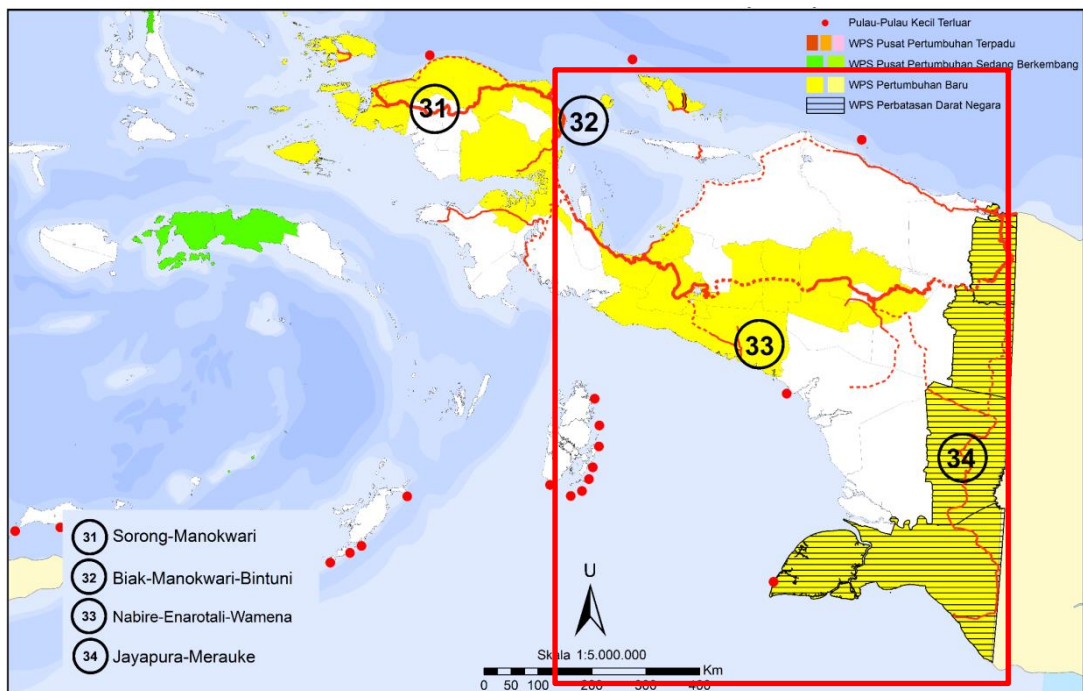 Pulau-Pulau Kecil Terluar
WPS Pusat Pertumbuhan Terpadu
WPS Pusat Pertumbuhan Sedang Berkembang
WPS Pertumbuhan Baru
WPS Perbatasan Darat Negara
31
32
33
34
31 Sorong-Manokwari
32 Biak-Manokwari-Bintuni
33 Nabire-Enarotali-Wamena
34 Jayapura-Merauke
U
Skala 1:5.000.000
Km
0 50 100 200 300 400